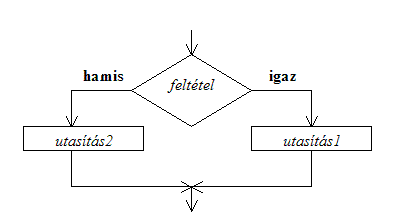 hamis
igaz
feltétel
utasítás2
utasítás1